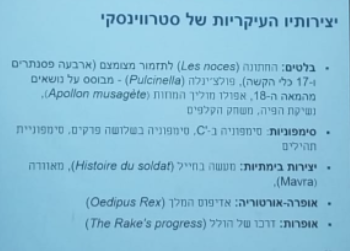 יצירותיו העיקריות של סטרווינסקי
• בלטים: החתונה (Les noces) לתזמור מצומצם (ארבעה פסנתרים
ו-17 כלי הקשה), פולצ'ינלה (Pulcinella) - מבוסס על נושאים
מהמאה ה-18, אפולו מוליך המוזות (Apollon musagète),
נשיקת הפיה, משחק הקלפים
• סימפוניות: סימפוניה ב-C', סימפוניה בשלושה פרקים, סימפוניית
תהילים
• יצירות בימתיות: מעשה בחייל (Histoire du soldat), מאוורה
(Mavra),
• אופרה-אורטוריה: אדיפוס המלך (Oedipus Rex)
• אופרות: דרכו של הולל (The Rake's progress)